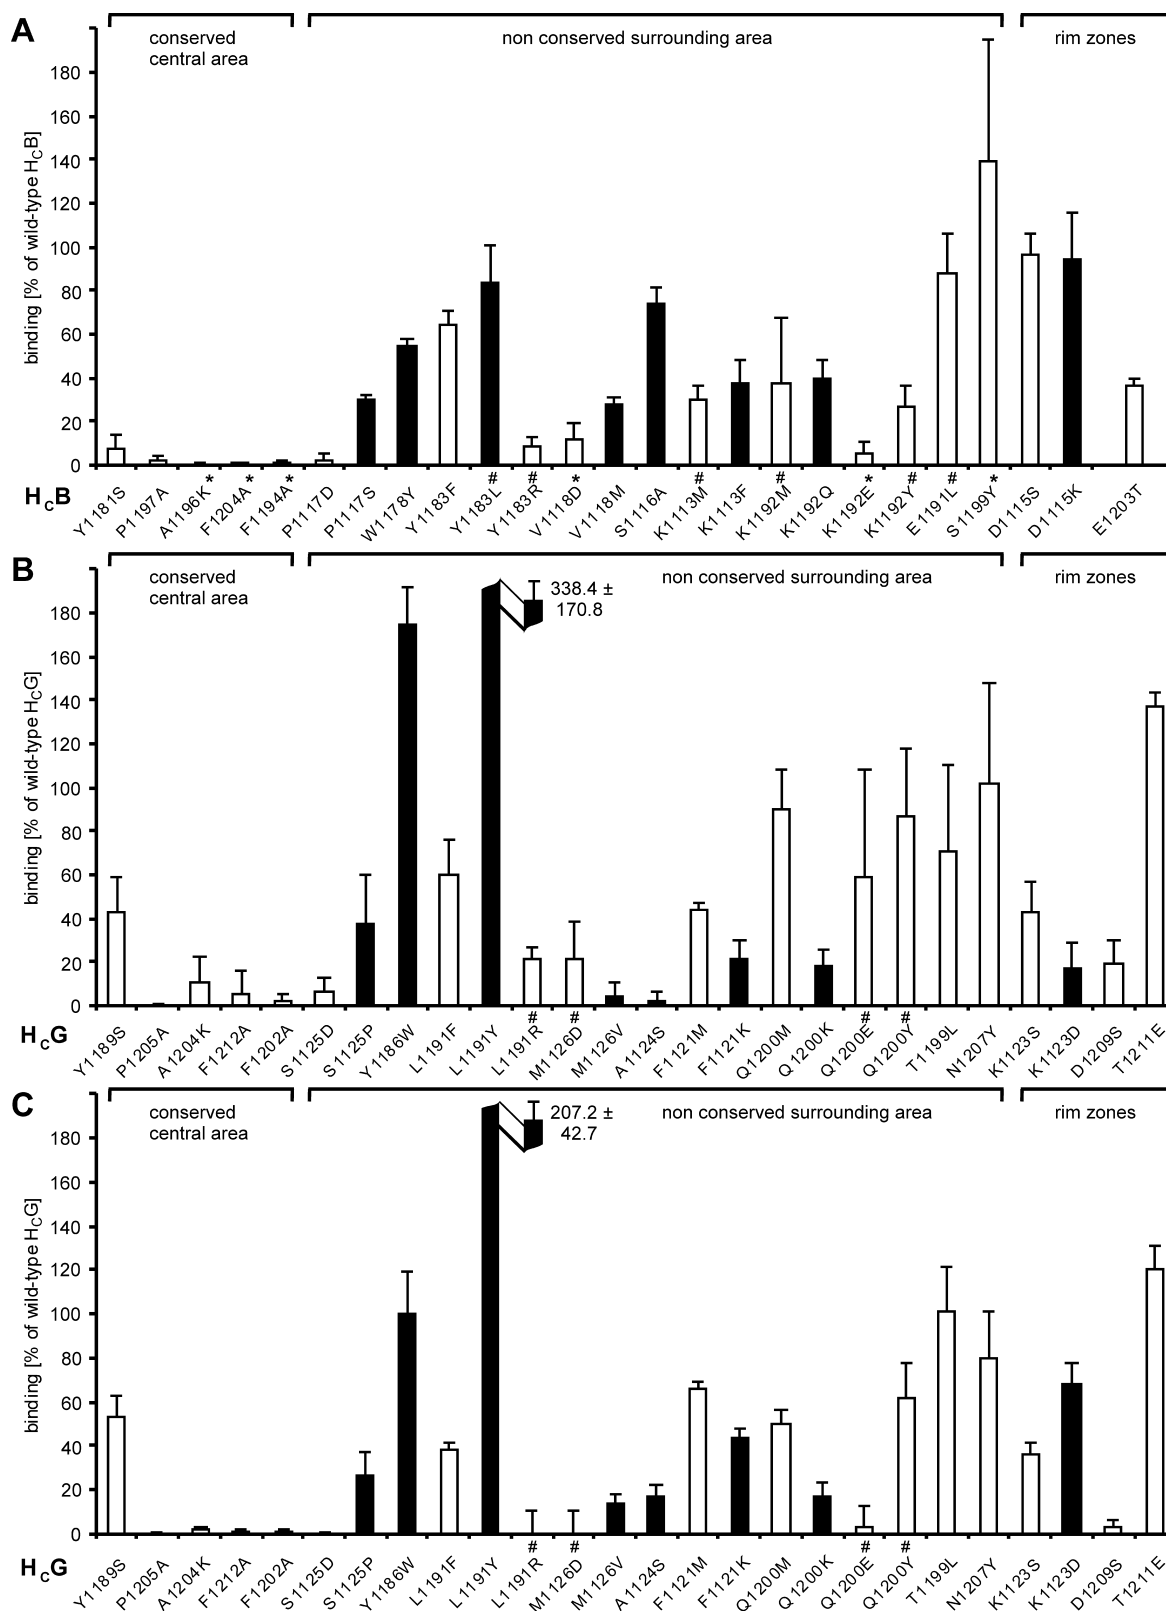 A
conserved
central area
non conserved surrounding area
rim zones
binding [% of wild-type HCB]
180
160
140
120
100
80
60
40
20
0
HCB
Y1181S
P1197A
A1196K*
F1204A*
F1194A*
P1117D
P1117S
W1178Y
Y1183F
Y1183L#
Y1183R#
V1118D*
V1118M
S1116A
K1113M#
K1113F
K1192M#
K1192Q
K1192E*
K1192Y#
E1191L#
S1199Y*
D1115S
D1115K
E1203T
B
conserved
central area
non conserved surrounding area
rim zones
338.4 ±
170.8
binding [% of wild-type HCG]
180
160
140
120
100
80
60
40
20
0
HCG
Y1189S
P1205A
A1204K
F1212A
F1202A
S1125D
S1125P
Y1186W
L1191F
L1191Y
L1191R#
M1126D#
M1126V
A1124S
F1121M
F1121K
Q1200M
Q1200K
Q1200E#
Q1200Y#
T1199L
N1207Y
K1123S
K1123D
D1209S
T1211E
C
conserved
central area
non conserved surrounding area
rim zones
207.2 ±
42.7
binding [% of wild-type HCG]
180
160
140
120
100
80
60
40
20
0
HCG
Y1189S
P1205A
A1204K
F1212A
F1202A
S1125D
S1125P
Y1186W
L1191F
L1191Y
L1191R#
M1126D#
M1126V
A1124S
F1121M
F1121K
Q1200M
Q1200K
Q1200E#
Q1200Y#
T1199L
N1207Y
K1123S
K1123D
D1209S
T1211E